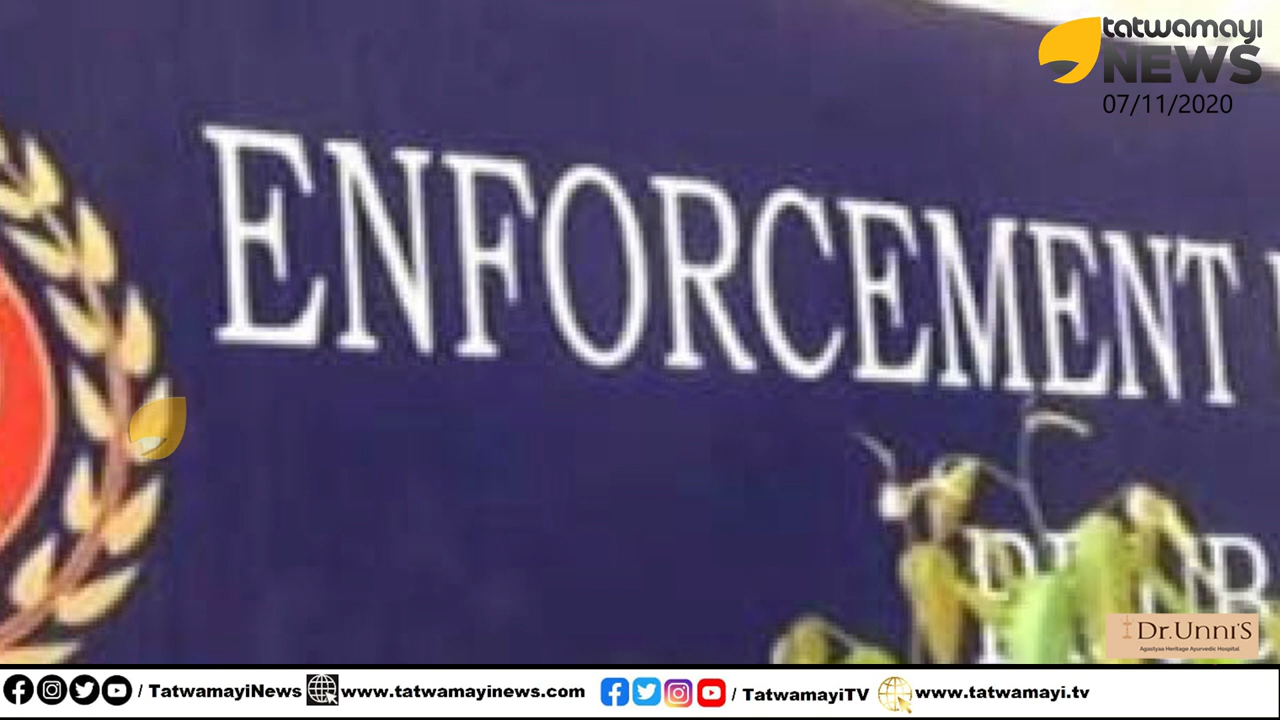 tatwamayi
NEWS
07/11/2020
ENFORCEMENT
Dr.Unni'S
Agastyaa Heritage Ayurvedic Hospital
/ TatwamayiNews www.tatwamayinews.com / TatwamayiTV www.tatwamayi.tv